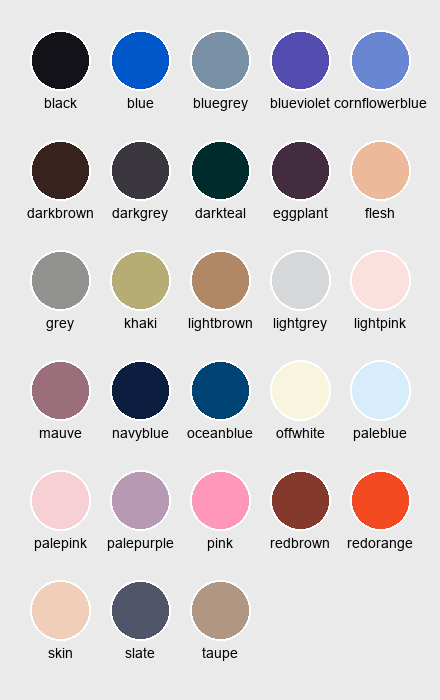 black blue bluegrey blueviolet cornflowerblue
darkbrown darkgrey darkteal eggplant flesh
grey khaki lightbrown lightgrey lightpink
mauve navyblue oceanblue offwhite paleblue
palepink palepurple pink redbrown redorange
skin slate taupe